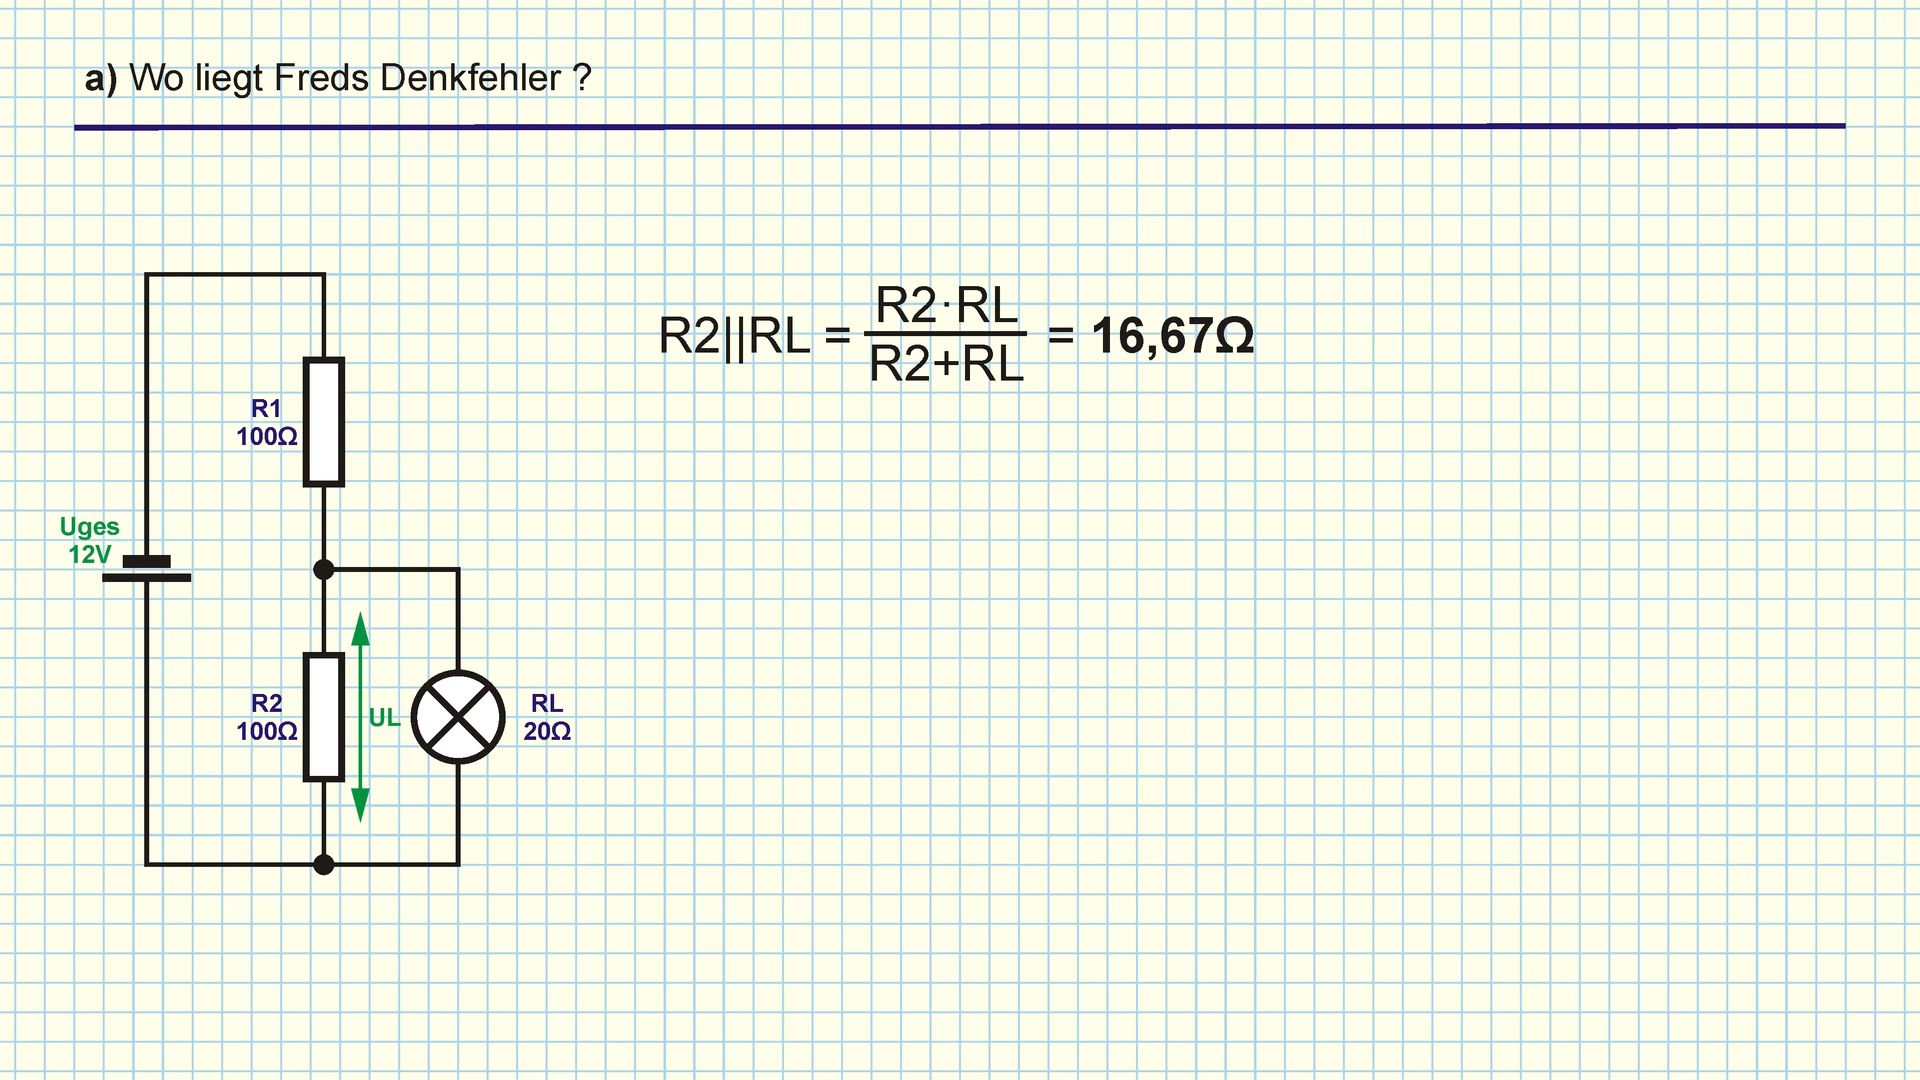 a) Wo liegt Freds Denkfehler ?
R2||RL = R2·RL / R2+RL = 16,67Ω
R1
100Ω
Uges
12V
R2
100Ω
UL
RL
20Ω